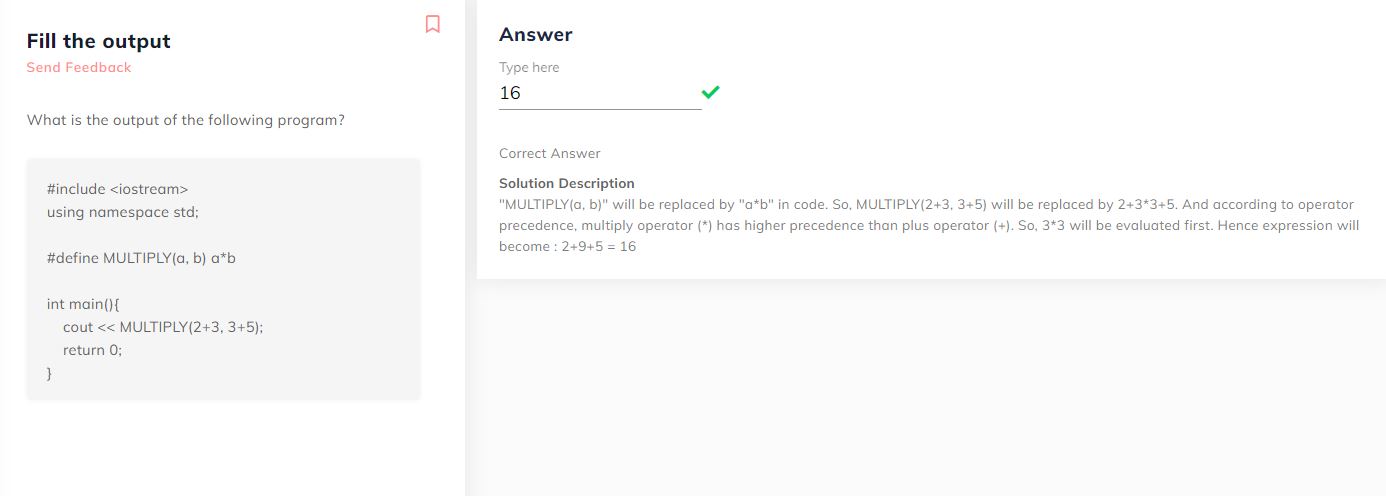 Fill the output
Send Feedback
What is the output of the following program?
#include <iostream>
using namespace std;
#define MULTIPLY(a, b) a*b
int main(){
cout << MULTIPLY(2+3, 3+5);
return 0;
}
Answer
Type here
16
Correct Answer
Solution Description
"MULTIPLY(a, b)" will be replaced by "a*b" in code. So, MULTIPLY(2+3, 3+5) will be replaced by 2+3*3+5. And according to operator
precedence, multiply operator (*) has higher precedence than plus operator (+). So, 3*3 will be evaluated first. Hence expression will
become : 2+9+5 = 16